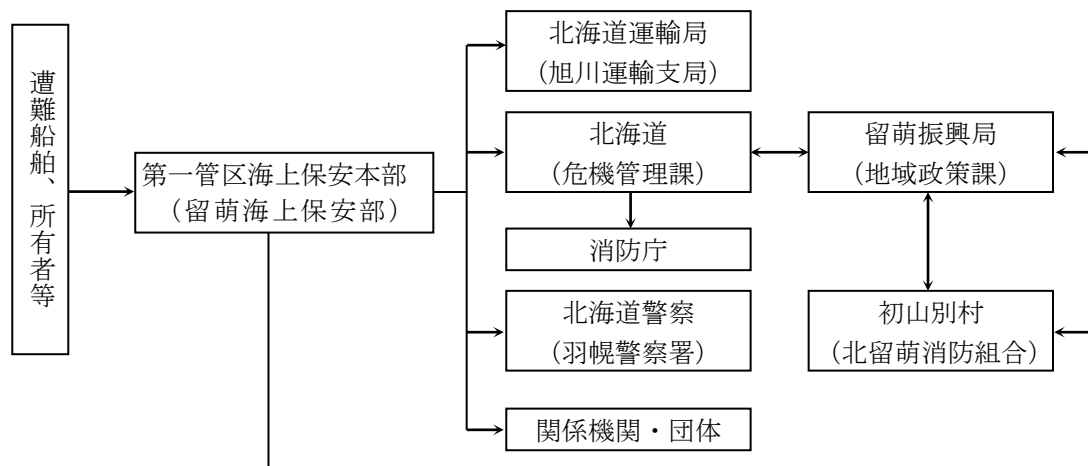 遭難船舶、所有者等
第一管区海上保安本部
（留萌海上保安部）
北海道運輸局
（旭川運輸支局）
北海道
（危機管理課）
消防庁
北海道警察
（羽幌警察署）
関係機関・団体
留萌振興局
（地域政策課）
初山別村
（北留萌消防組合）